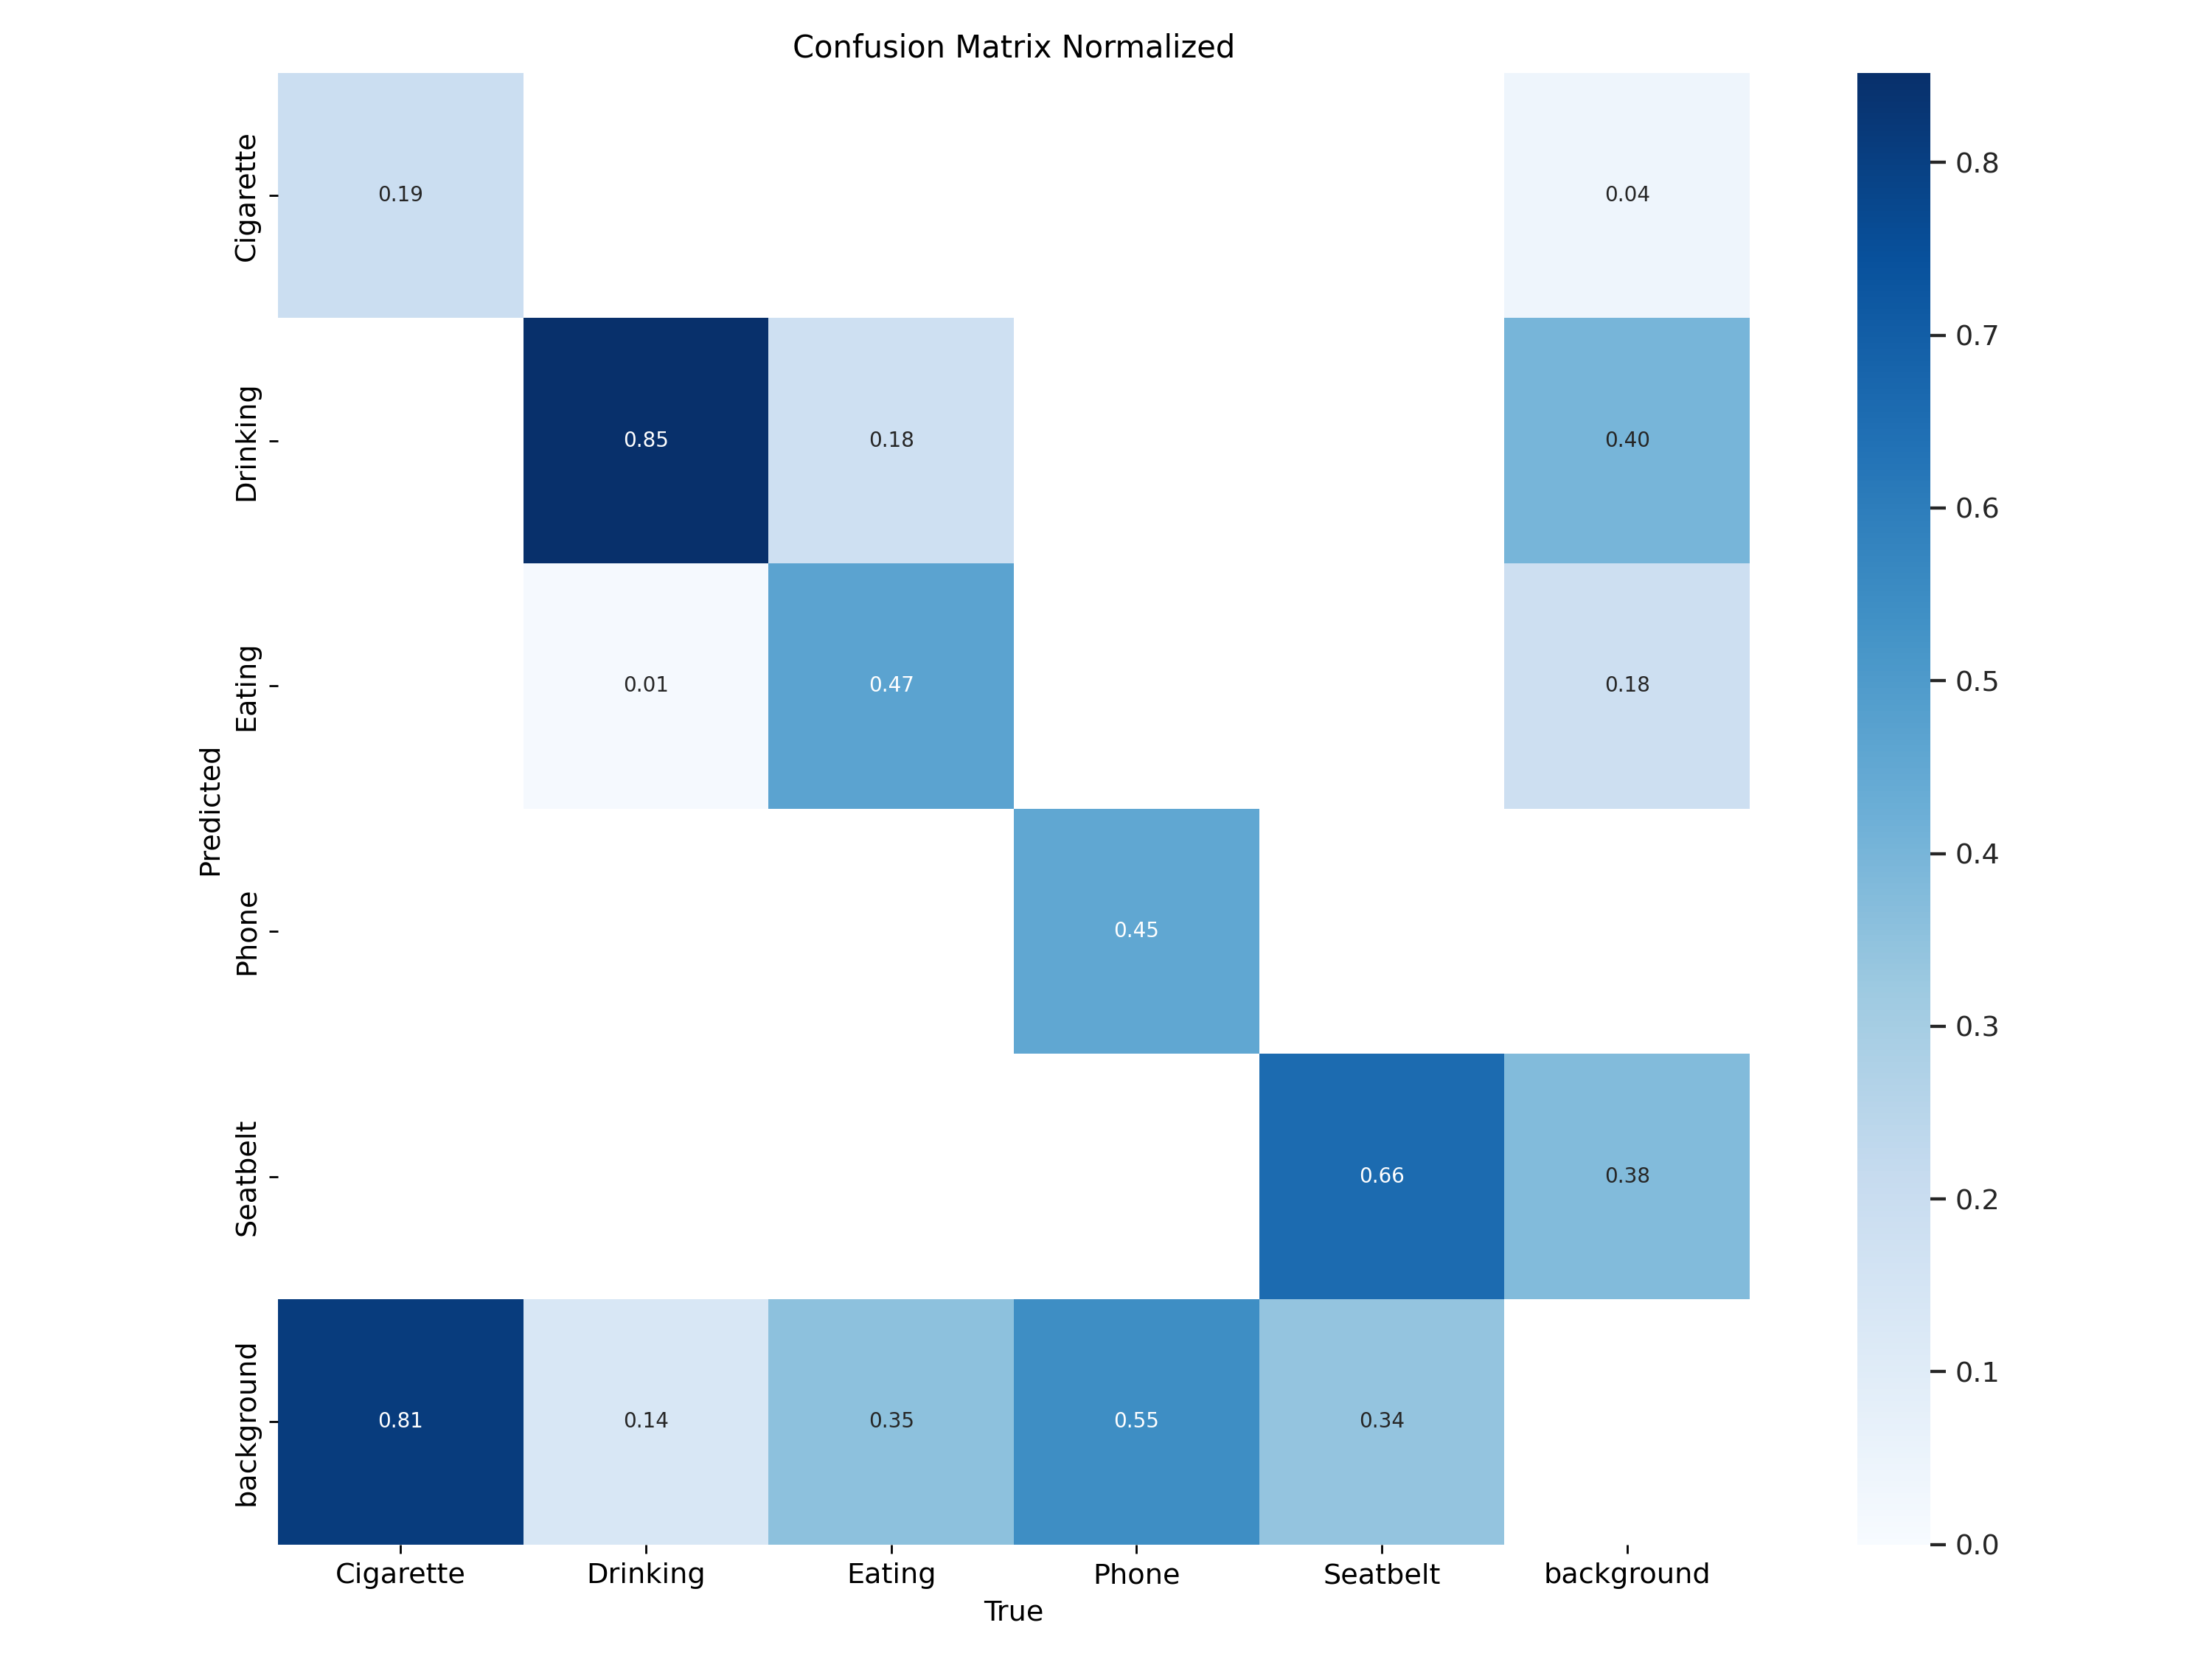 Confusion Matrix Normalized
Cigarette
0.19
0.04
0.8
Drinking
0.85
0.18
0.40
0.7
0.6
Eating
0.01
0.47
0.18
0.5
Predicted
Phone
0.45
0.4
0.3
Seatbelt
0.66
0.38
0.2
background
0.81
0.14
0.35
0.55
0.34
0.1
0.0
Cigarette Drinking Eating Phone Seatbelt background
True